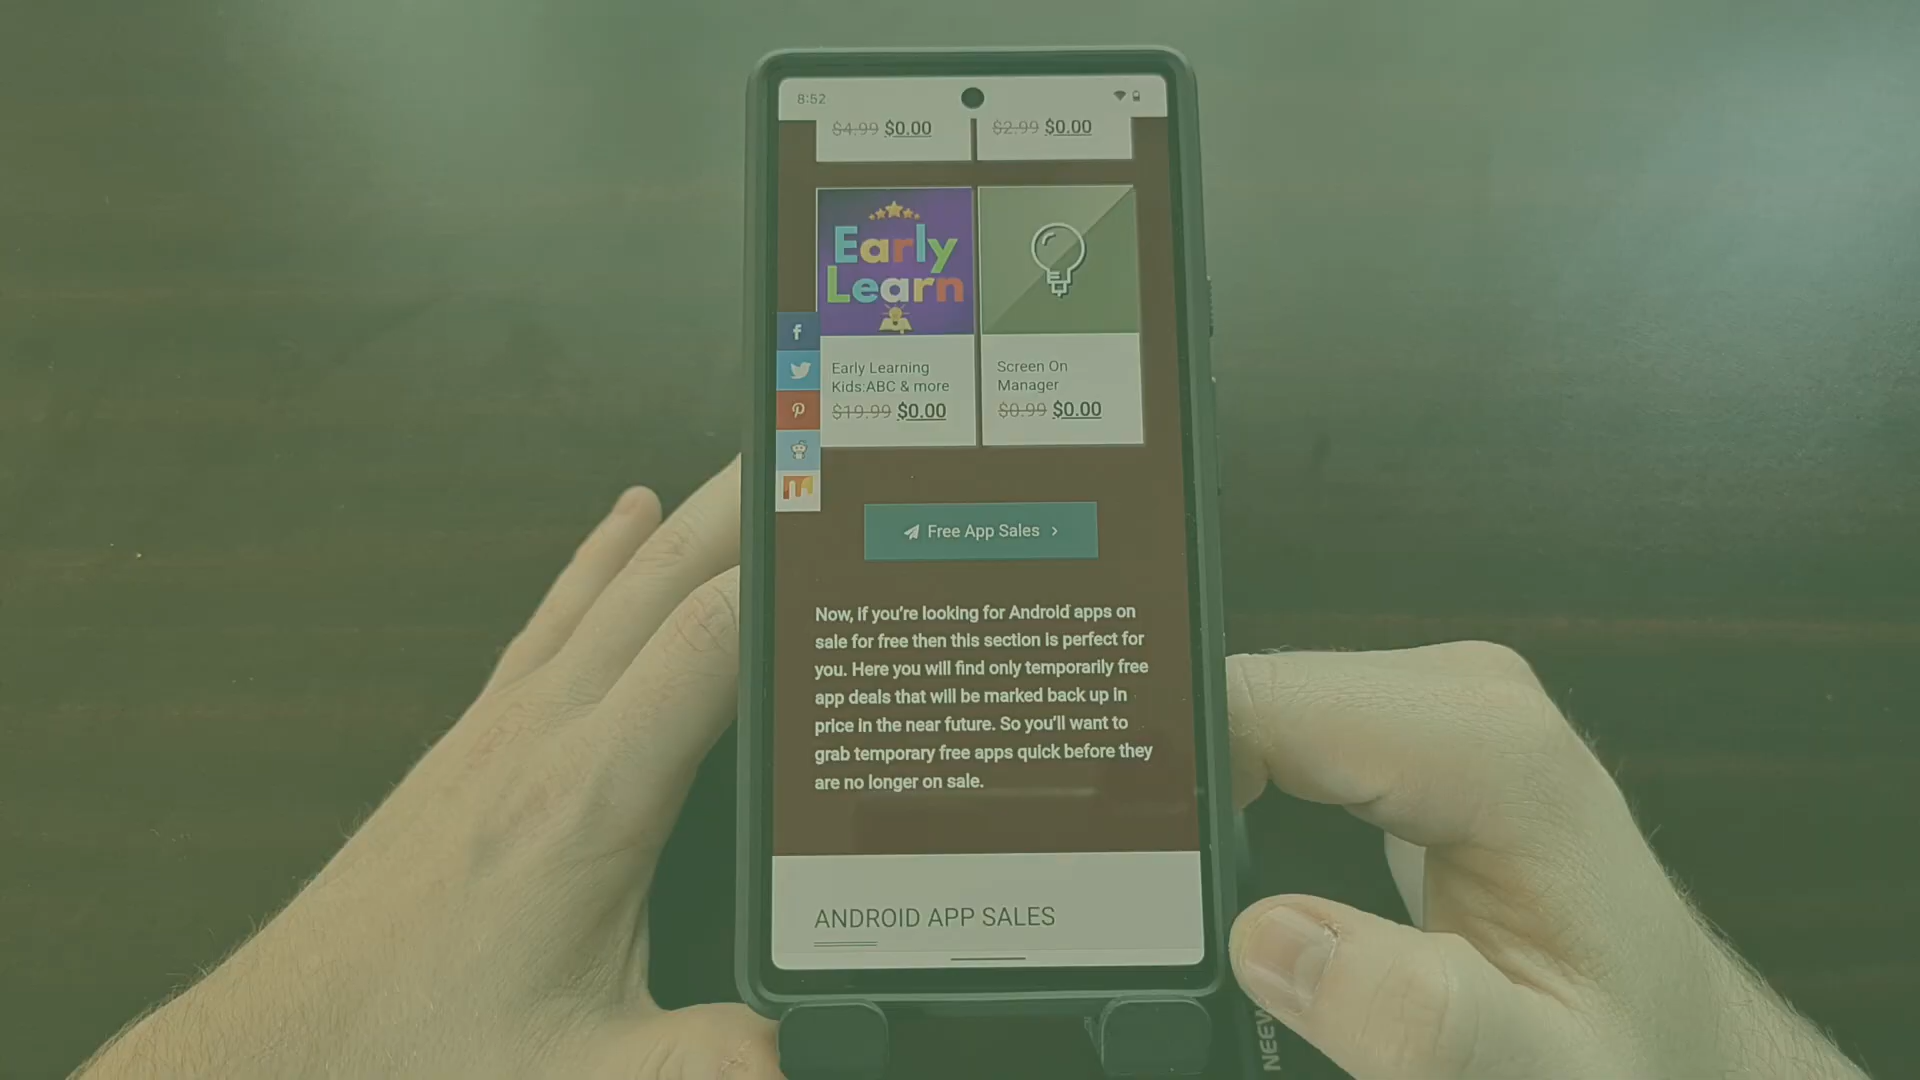 8:52
$4.99 $0.00
$2.99 $0.00
Early
Learn
Early Learning
Kids:ABC & more
$19.99 $0.00
Screen On
Manager
$0.99 $0.00
Free App Sales
Now, if you're looking for Android apps on
sale for free then this section is perfect for
you. Here you will find only temporarily free
app deals that will be marked back up in
price in the near future. So you'll want to
grab temporary free apps quick before they
are no longer on sale.
ANDROID APP SALES